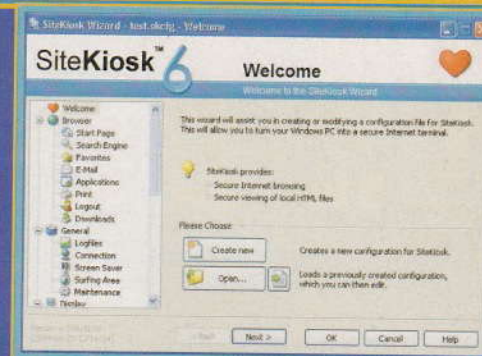 SiteKiosk Wizard - test.skcfg - Welcome
SiteKiosk™ 6
Welcome
Welcome to the SiteKiosk Wizard
Welcome
Browser
Start Page
Search Engine
Favorites
E-Mail
Applications
Print
Logout
Downloads
General
Logfiles
Connection
Screen Saver
Surfing Area
Maintenance
Display
This wizard will assist you in creating or modifying a configuration file for SiteKiosk.
This will allow you to turn your Windows PC into a secure Internet terminal.
SiteKiosk provides:
Secure Internet browsing
Secure viewing of local HTML files
Please Choose:
Create new
Creates a new configuration for SiteKiosk.
Open...
Loads a previously created configuration,
which you can then edit.
Next >
OK
Cancel
Help